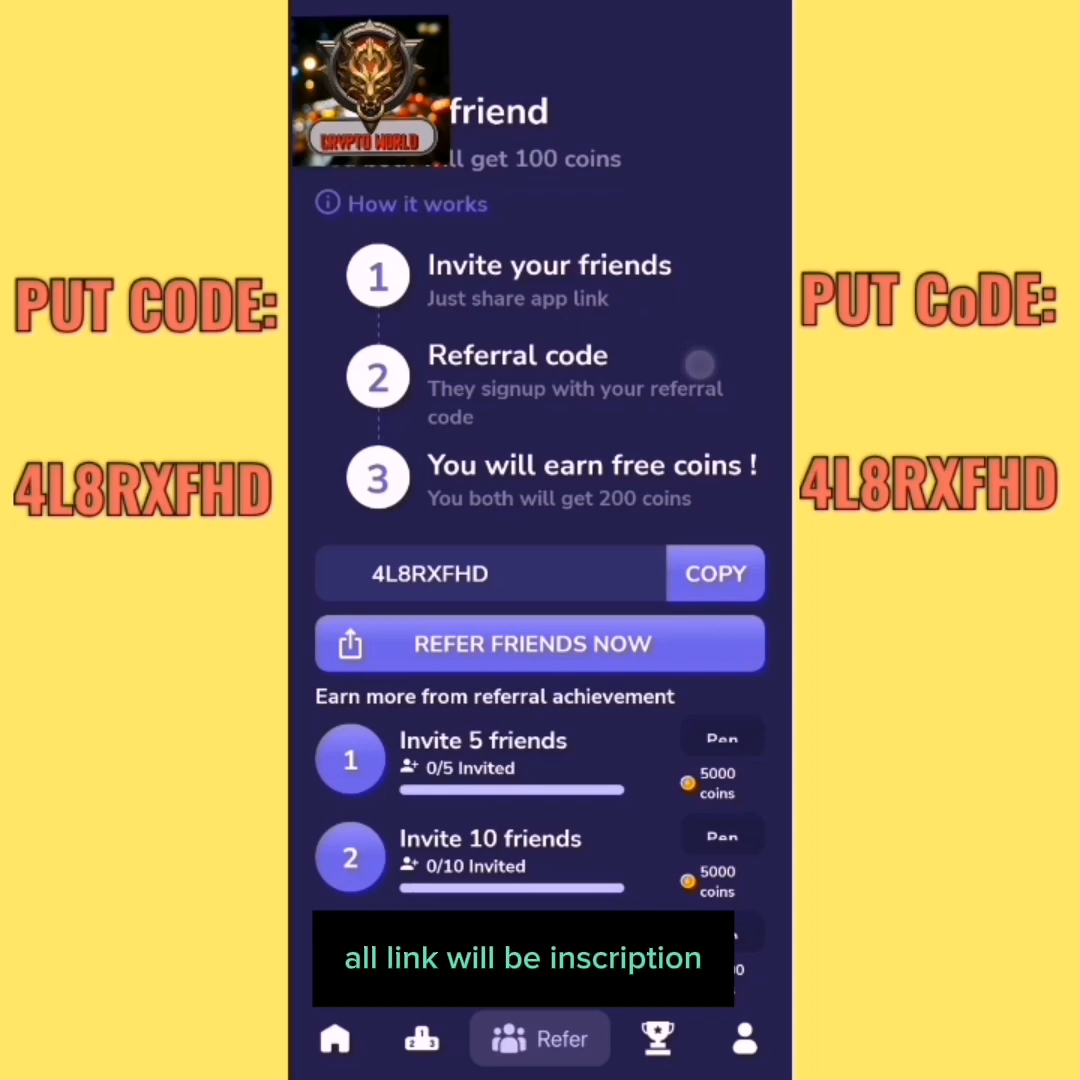 CRYPTO WORLD
friend
will get 100 coins
How it works
1
Invite your friends
Just share app link
2
Referral code
They signup with your referral
code
3
You will earn free coins !
You both will get 200 coins
PUT CODE:
4L8RXFHD
PUT CoDE:
4L8RXFHD
4L8RXFHD
COPY
REFER FRIENDS NOW
Earn more from referral achievement
1
Invite 5 friends
0/5 Invited
5000
coins
2
Invite 10 friends
0/10 Invited
5000
coins
all link will be inscription
Refer